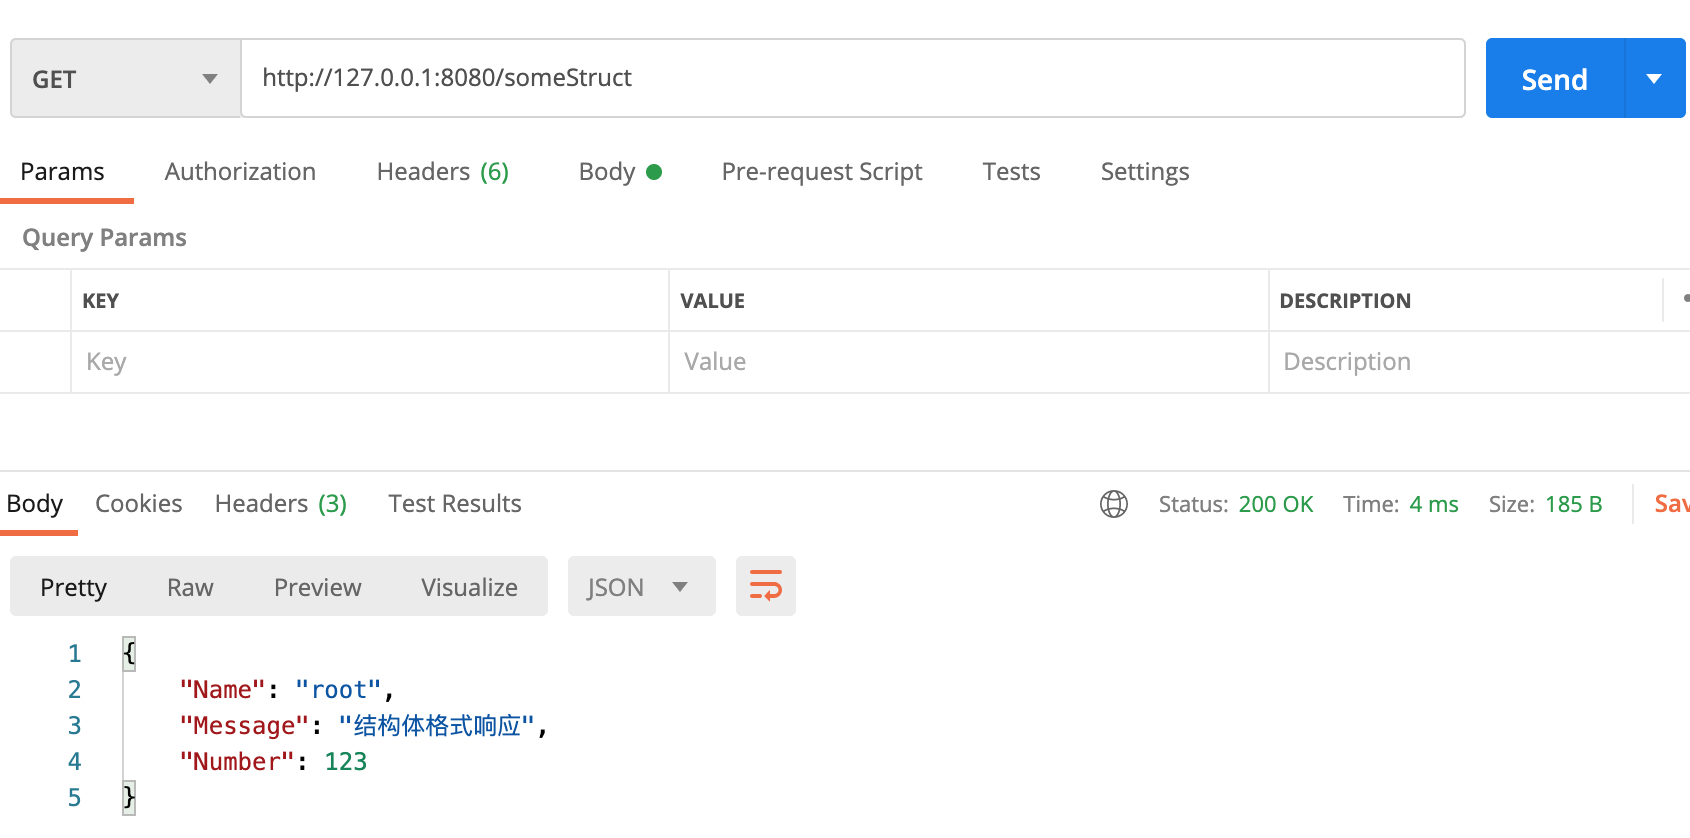 GET http://127.0.0.1:8080/someStruct Send
Params Authorization Headers (6) Body Pre-request Script Tests Settings
Query Params
KEY VALUE DESCRIPTION
Key Value Description
Body Cookies Headers (3) Test Results Status: 200 OK Time: 4 ms Size: 185 B Sav
Pretty Raw Preview Visualize JSON
1 {
2 "Name": "root",
3 "Message": "结构体格式响应",
4 "Number": 123
5 }